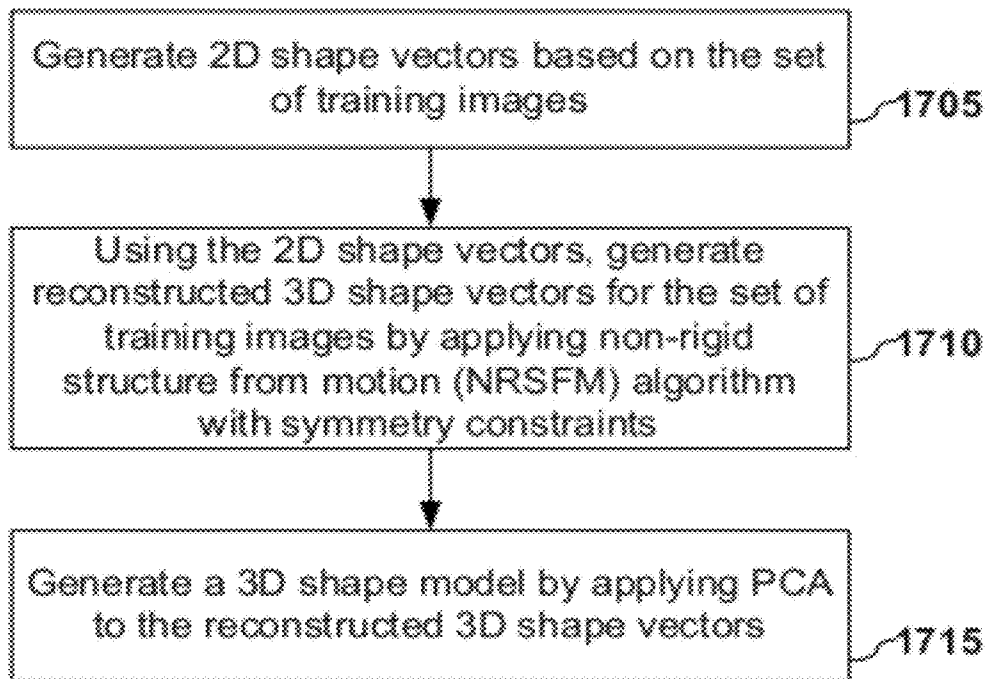 Generate 2D shape vectors based on the set
of training images
1705
Using the 2D shape vectors, generate
reconstructed 3D shape vectors for the set of
training images by applying non-rigid
structure from motion (NRSFM) algorithm
with symmetry constraints
1710
Generate a 3D shape model by applying PCA
to the reconstructed 3D shape vectors
1715